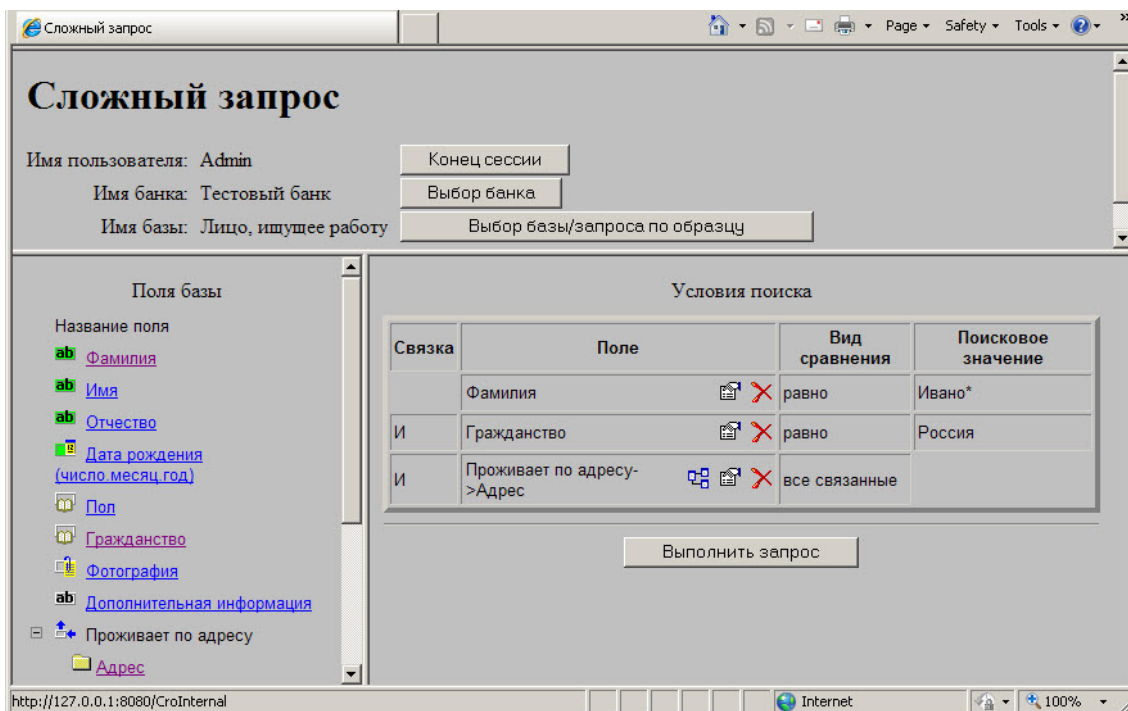 Сложный запрос
Page Safety Tools »
Сложный запрос
Имя пользователя: Admin Конец сессии
Имя банка: Тестовый банк Выбор банка
Имя базы: Лицо, ищущее работу Выбор базы/запроса по образцу
Поля базы
Название поля
ab Фамилия
ab Имя
ab Отчество
12 Дата рождения
(число.месяц.год)
Пол
Гражданство
Фотография
ab Дополнительная информация
Проживает по адресу
Адрес
Условия поиска
Связка Поле Вид сравнения Поисковое значение
Фамилия равно Ивано*
И Гражданство равно Россия
И Проживает по адресу- все связанные
>Адрес
Выполнить запрос
http://127.0.0.1:8080/CroInternal Internet 100%